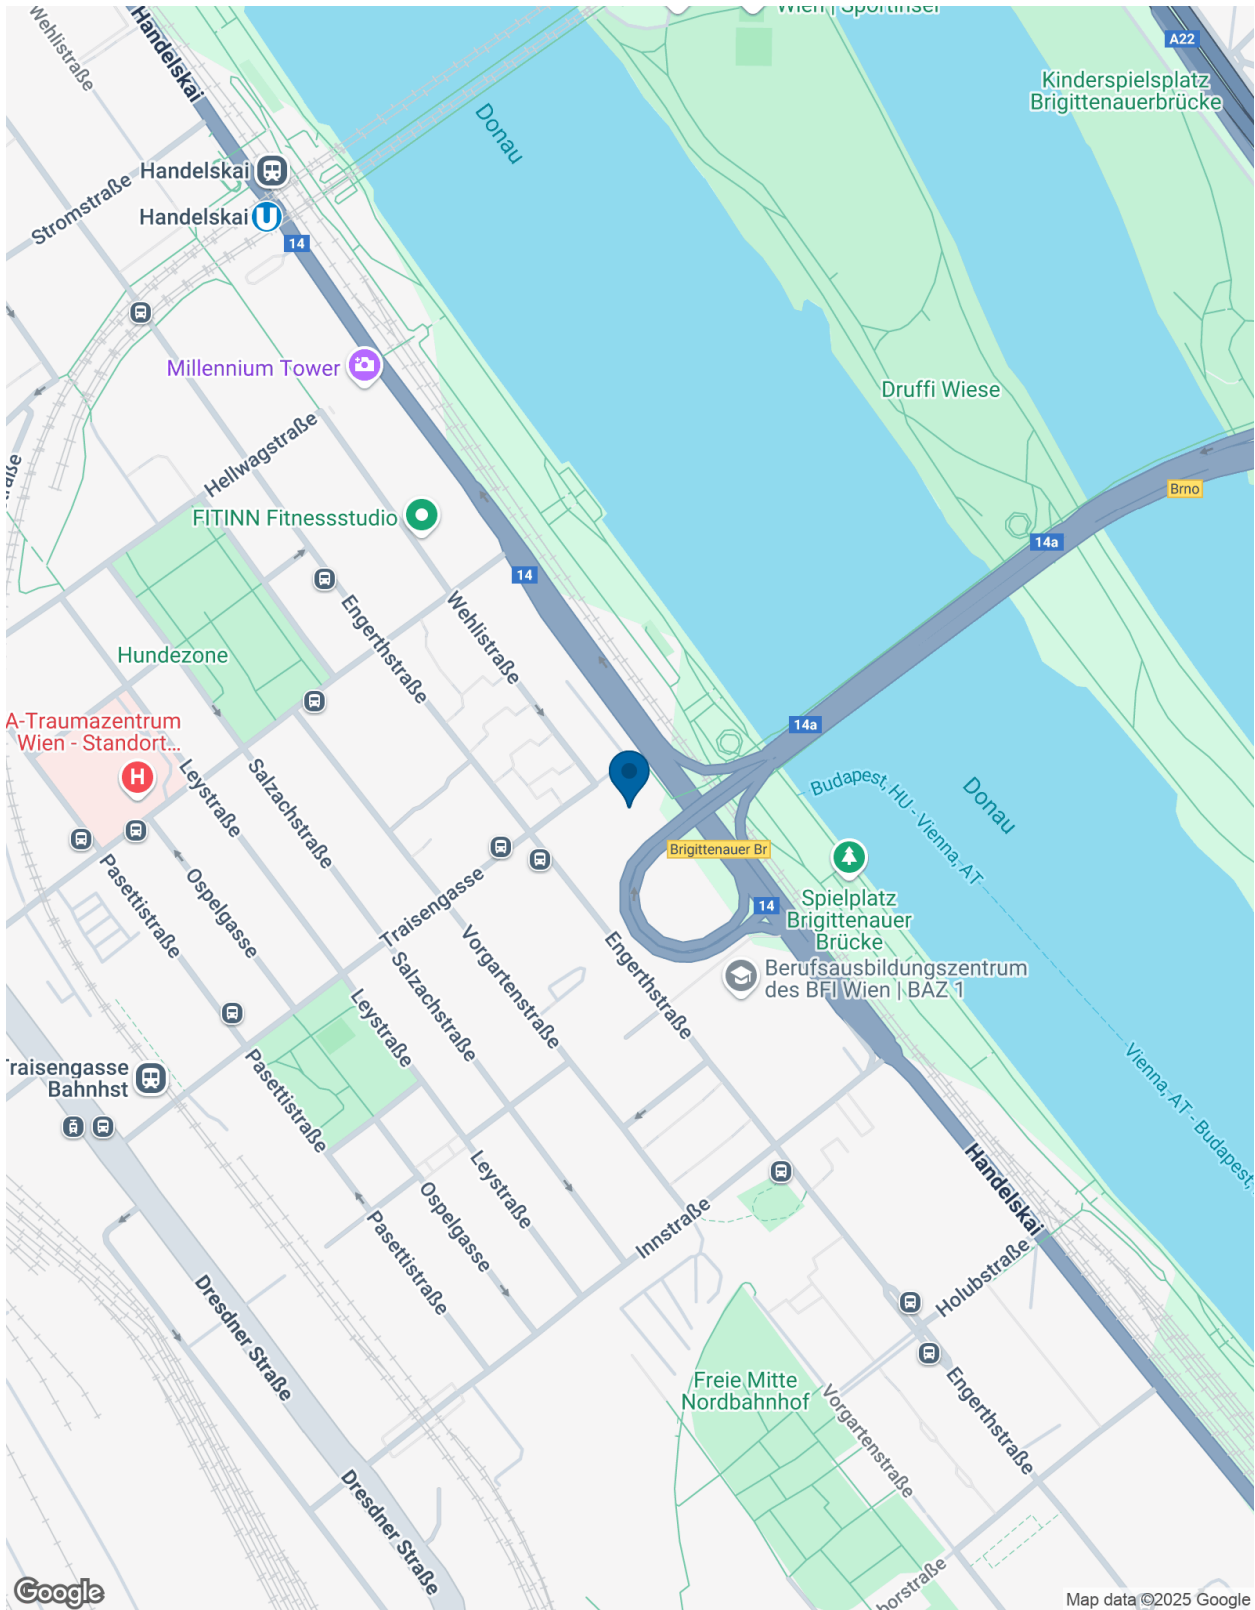 Wien | Sportinsel
Wehlistraße
Handelskai
A22
Kinderspielsplatz
Brigittenauerbrücke
Donau
Handelskai
Stromstraße
Handelskai
14
Millennium Tower
Druffi Wiese
Hellwagstraße
Brno
FITINN Fitnessstudio
14a
14
Engerthstraße
Wehlistraße
Hundezone
A-Traumazentrum
Wien - Standort...
H
14a
Leystraße
Salzachstraße
Budapest, HU - Vienna, AT
Donau
Brigittenauer Br
Pasettistraße
Ospelgasse
Traisengasse
14
Spielplatz
Brigittenauer
Brücke
Vorgartenstraße
Engerthstraße
Salzachstraße
Berufsausbildungszentrum
des BFI Wien | BAZ 1
Leystraße
Traisengasse
Bahnhst
Pasettistraße
Vienna, AT - Budapest,
Leystraße
Handelskai
Ospelgasse
Pasettistraße
Innstraße
Holubstraße
Dresdner Straße
Freie Mitte
Nordbahnhof
Engerthstraße
Vorgartenstraße
Dresdner Straße
borstraße
Google
Map data ©2025 Google